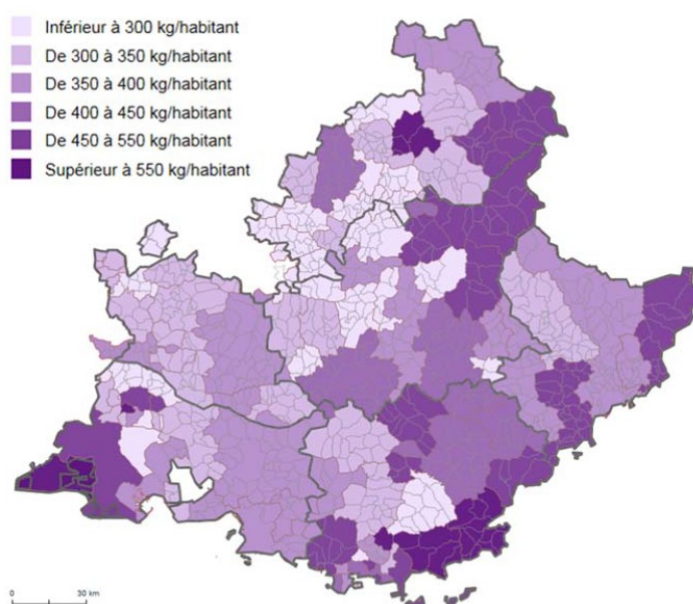 Inférieur à 300 kg/habitant
De 300 à 350 kg/habitant
De 350 à 400 kg/habitant
De 400 à 450 kg/habitant
De 450 à 550 kg/habitant
Supérieur à 550 kg/habitant
0 30 km